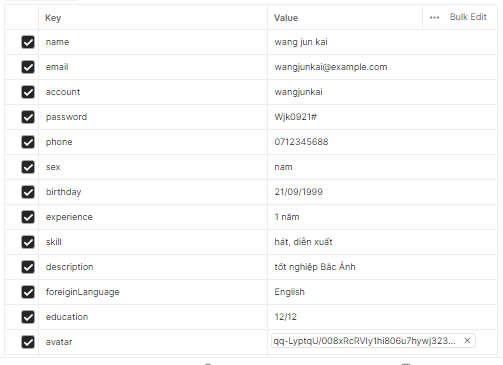 Key Value ••• Bulk Edit
name wang jun kai
email wangjunkai@example.com
account wangjunkai
password Wjk0921#
phone 0712345688
sex nam
birthday 21/09/1999
experience 1 năm
skill hát, diễn xuất
description tốt nghiệp Bắc Ảnh
foreiginLanguage English
education 12/12
avatar qq-LyptqU/008xRcRVly1hi806u7hywj323...